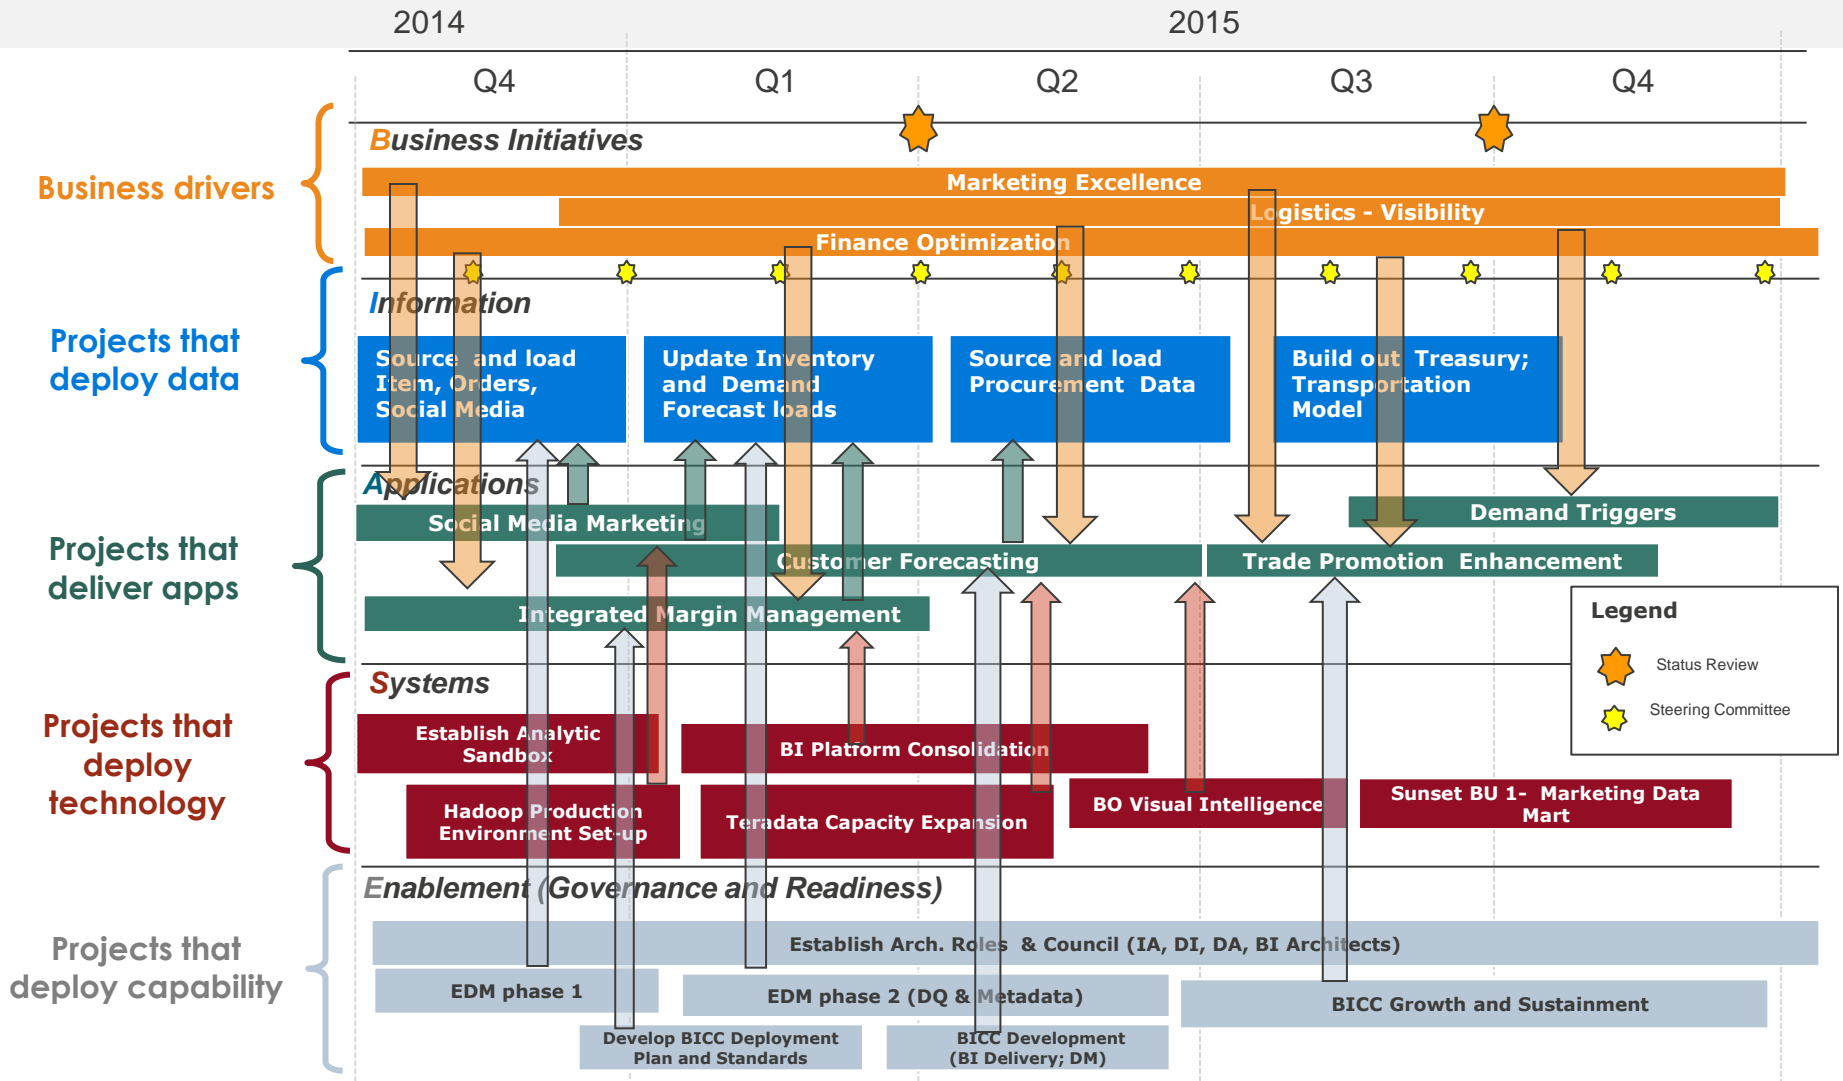 2014
2015
Q4
Q1
Q2
Q3
Q4
Business drivers
Business Initiatives
Marketing Excellence
Logistics - Visibility
Finance Optimization
Projects that
deploy data
Information
Source and load
Item, Orders,
Social Media
Update Inventory
and Demand
Forecast loads
Source and load
Procurement Data
Build out Treasury;
Transportation
Model
Projects that
deliver apps
Applications
Social Media Marketing
Demand Triggers
Customer Forecasting
Trade Promotion Enhancement
Integrated Margin Management
Legend
Status Review
Steering Committee
Projects that
deploy
technology
Systems
Establish Analytic
Sandbox
BI Platform Consolidation
Hadoop Production
Environment Set-up
Teradata Capacity Expansion
BO Visual Intelligence
Sunset BU 1- Marketing Data
Mart
Projects that
deploy capability
Enablement (Governance and Readiness)
Establish Arch. Roles & Council (IA, DI, DA, BI Architects)
EDM phase 1
EDM phase 2 (DQ & Metadata)
BICC Growth and Sustainment
Develop BICC Deployment
Plan and Standards
BICC Development
(BI Delivery; DM)